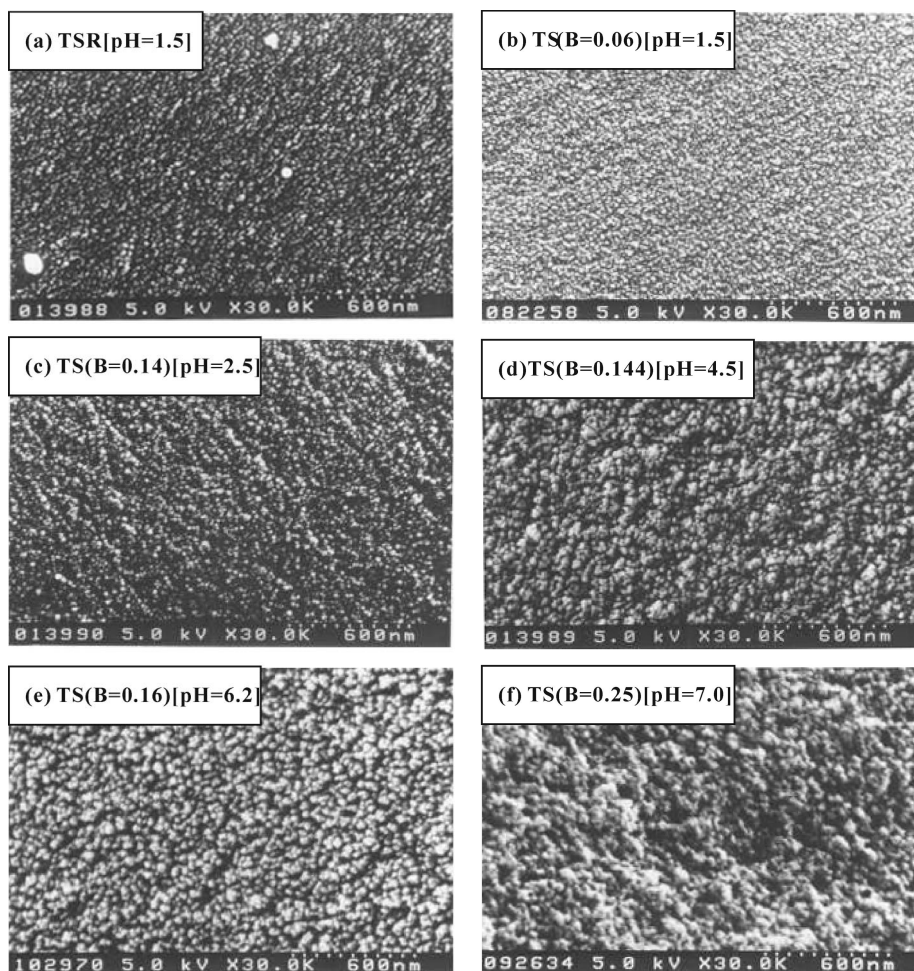 (a) TSR[pH=1.5]
013988 5.0 kV X30.0K 600nm
(b) TS(B=0.06)[pH=1.5]
082258 5.0 kV X30.0K 600nm
(c) TS(B=0.14)[pH=2.5]
013990 5.0 kV X30.0K 600nm
(d)TS(B=0.144)[pH=4.5]
013989 5.0 kV X30.0K 600nm
(e) TS(B=0.16)[pH=6.2]
102970 5.0 kV X30.0K 600nm
(f) TS(B=0.25)[pH=7.0]
092634 5.0 kV X30.0K 600nm